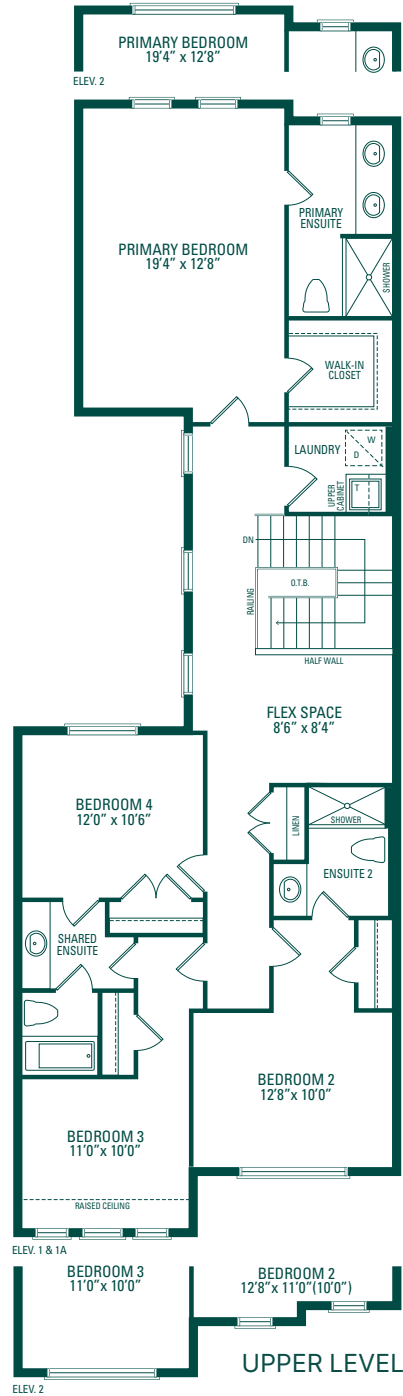 PRIMARY BEDROOM
19'4" x 12'8"
ELEV. 2
PRIMARY BEDROOM
19'4" x 12'8"
PRIMARY
ENSUITE
SHOWER
WALK-IN
CLOSET
LAUNDRY
W
D
UPPER
CABINET
T
DN
O.T.B.
RAILING
HALF WALL
FLEX SPACE
8'6" x 8'4"
BEDROOM 4
12'0" x 10'6"
LINEN
SHOWER
ENSUITE 2
SHARED
ENSUITE
BEDROOM 2
12'8" x 10'0"
BEDROOM 3
11'0" x 10'0"
RAISED CEILING
ELEV. 1 & 1A
BEDROOM 3
11'0" x 10'0"
BEDROOM 2
12'8" x 11'0"(10'0")
ELEV. 2
UPPER LEVEL